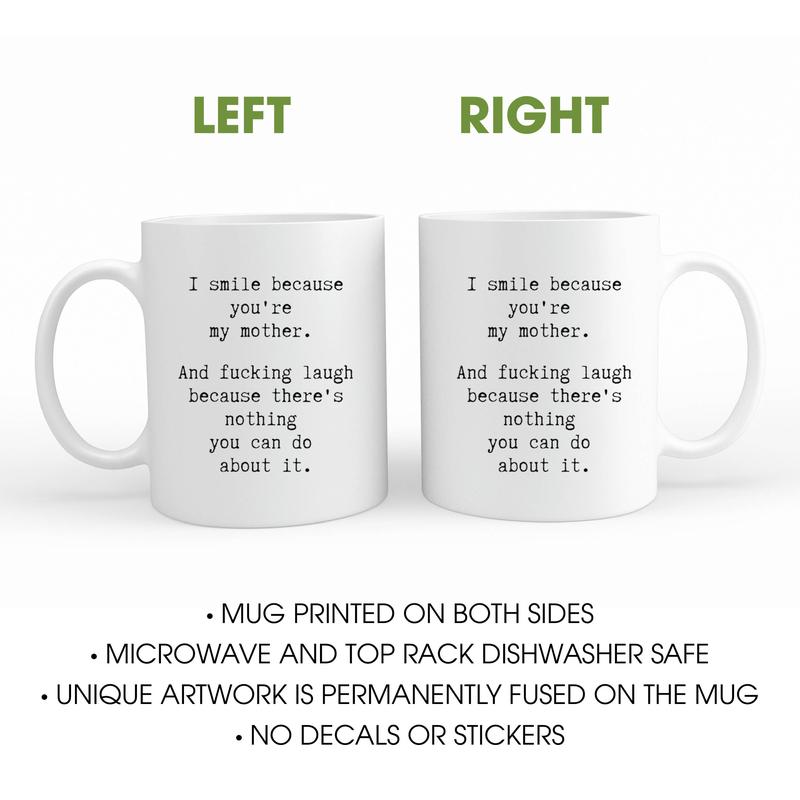 LEFT
RIGHT
I smile because
you're
my mother.
And fucking laugh
because there's
nothing
you can do
about it.
I smile because
you're
my mother.
And fucking laugh
because there's
nothing
you can do
about it.
• MUG PRINTED ON BOTH SIDES
• MICROWAVE AND TOP RACK DISHWASHER SAFE
• UNIQUE ARTWORK IS PERMANENTLY FUSED ON THE MUG
• NO DECALS OR STICKERS